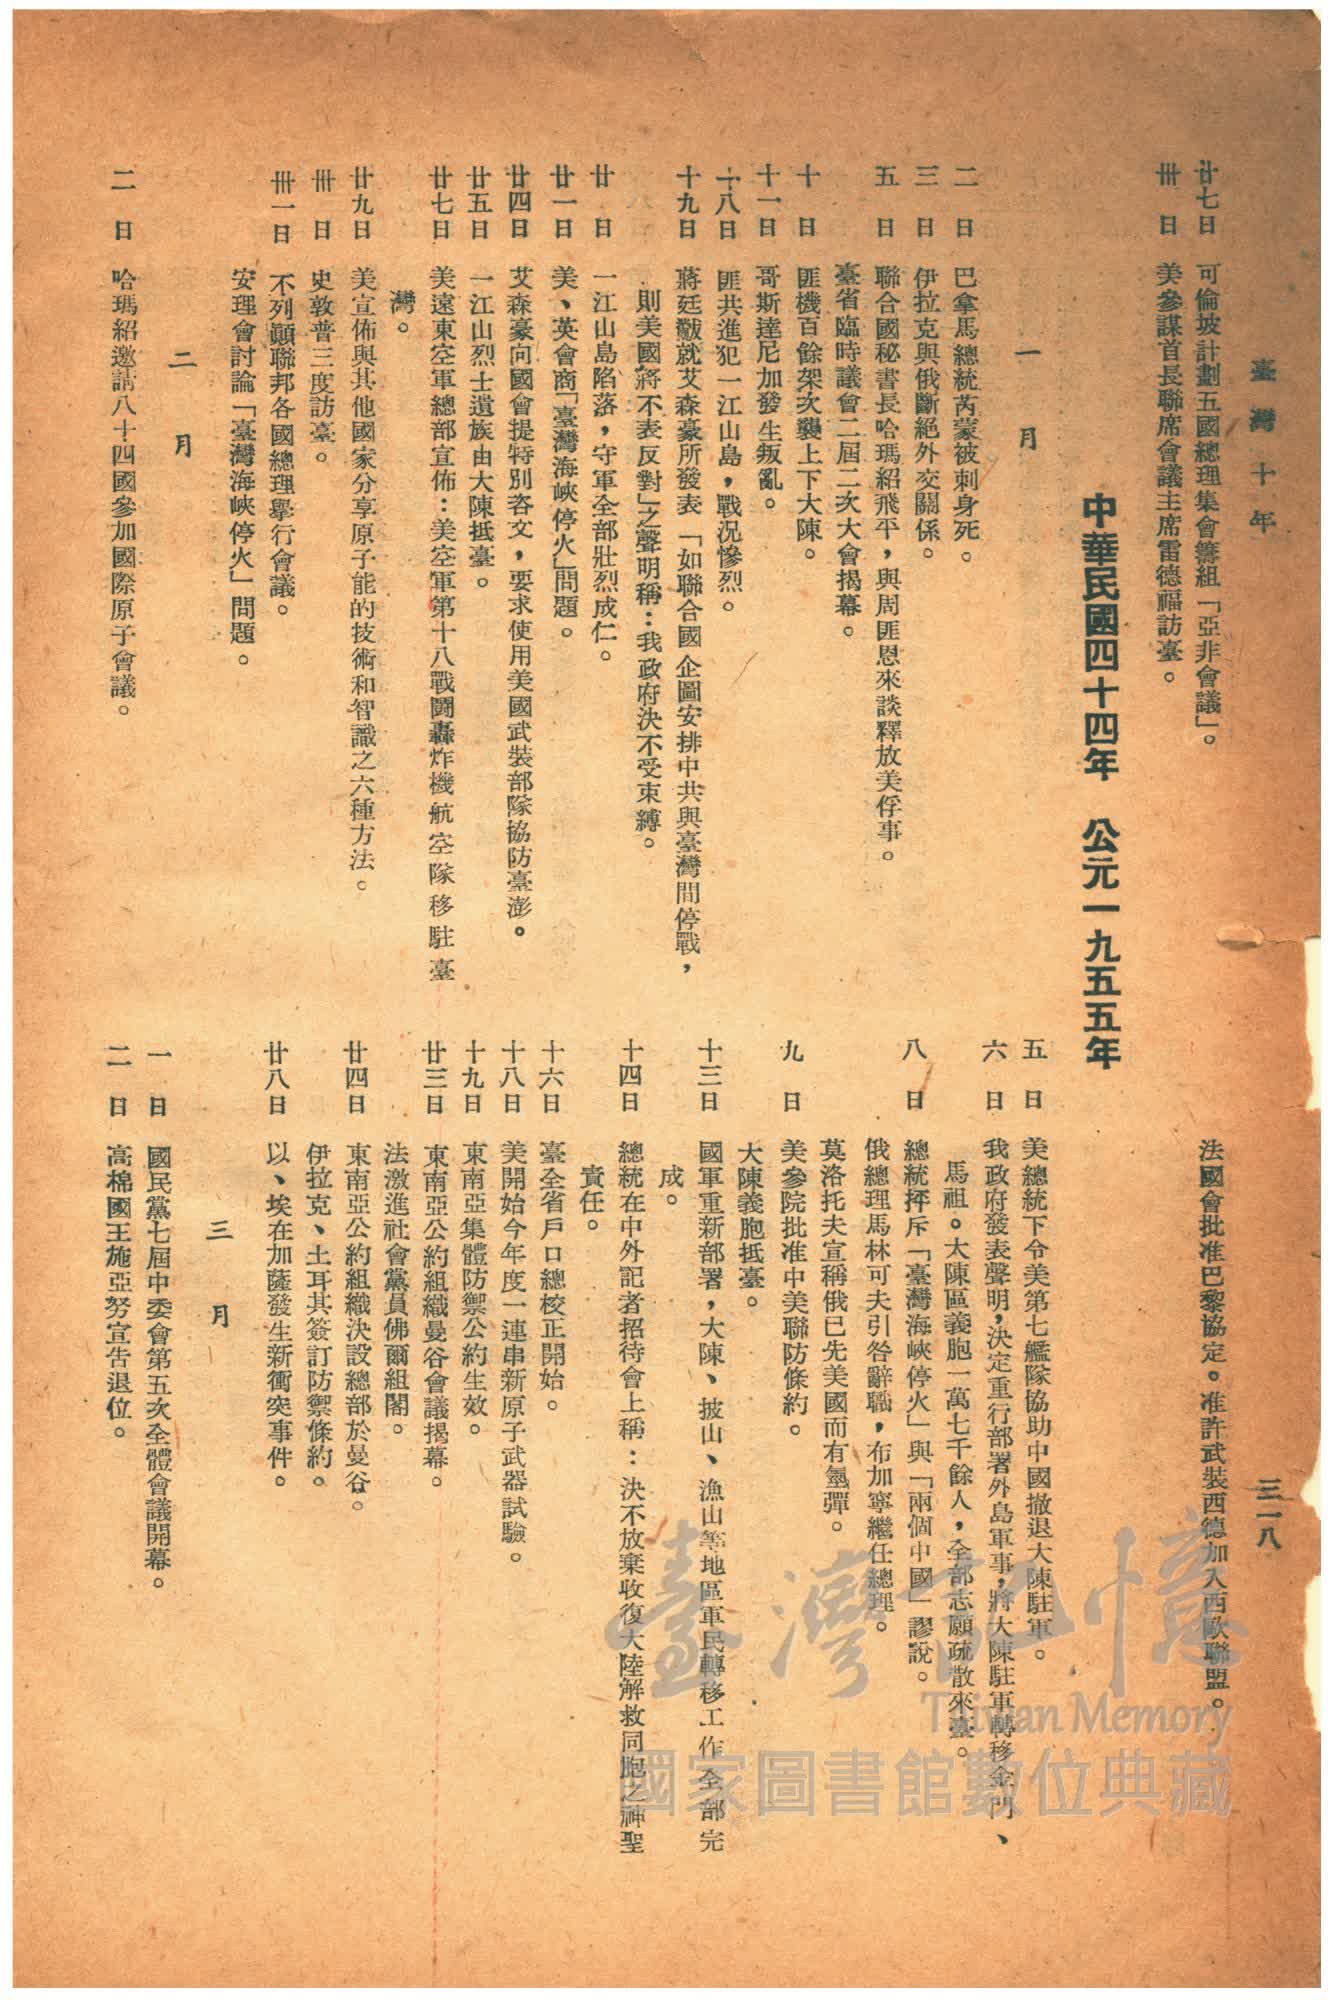 臺灣十年
三一八
廿七日 可倫坡計劃五國總理集會籌組「亞非會議」。
卅 日 美參謀首長聯席會議主席雷德福訪臺。
法國會批准巴黎協定。准許武裝西德加入西歐聯盟。
中華民國四十四年 公元一九五五年
一 月
二 日 巴拿馬總統芮蒙被刺身死。
三 日 伊拉克與俄斷絕外交關係。
五 日 聯合國秘書長哈瑪紹飛平，與周匪恩來談釋放美俘事。
臺省臨時議會二屆二次大會揭幕。
十 日 匪機百餘架次襲上下大陳。
十一日 哥斯達尼加發生叛亂。
十八日 匪共進犯一江山島，戰況慘烈。
十九日 蔣廷黻就艾森豪所發表「如聯合國企圖安排中共與臺灣間停戰，
則美國將不表反對」之聲明稱：我政府決不受束縛。
廿 日 一江山島陷落，守軍全部壯烈成仁。
廿一日 美、英會商「臺灣海峽停火」問題。
廿四日 艾森豪向國會提特別咨文，要求使用美國武裝部隊協防臺澎。
廿五日 一江山烈士遺族由大陳抵臺。
廿七日 美遠東空軍總部宣佈：美空軍第十八戰鬪轟炸機航空隊移駐臺
灣。
廿九日 美宣佈與其他國家分享原子能的技術和智識之六種方法。
卅 日 史敦普三度訪臺。
卅一日 不列顛聯邦各國總理舉行會議。
安理會討論「臺灣海峽停火」問題。
二 月
二 日 哈瑪紹邀請八十四國參加國際原子會議。
五 日 美總統下令美第七艦隊協助中國撤退大陳駐軍。
六 日 我政府發表聲明，決定重行部署外島軍事，將大陳駐軍轉移金門、
馬祖。大陳區義胞一萬七千餘人，全部志願疏散來臺。
八 日 總統抨斥「臺灣海峽停火」與「兩個中國」謬說。
俄總理馬林可夫引咎辭職，布加寧繼任總理。
莫洛托夫宣稱俄已先美國而有氫彈。
九 日 美參院批准中美聯防條約。
大陳義胞抵臺。
十三日 國軍重新部署，大陳、披山、漁山等地區軍民轉移工作全部完
成。
十四日 總統在中外記者招待會上稱：決不放棄收復大陸解救同胞之神聖
責任。
十六日 臺全省戶口總校正開始。
十八日 美開始今年度一連串新原子武器試驗。
十九日 東南亞集體防禦公約生效。
廿三日 東南亞公約組織曼谷會議揭幕。
法激進社會黨員佛爾組閣。
廿四日 東南亞公約組織決設總部於曼谷。
伊拉克、土耳其簽訂防禦條約。
廿八日 以、埃在加薩發生新衝突事件。
三 月
一 日 國民黨七屆中委會第五次全體會議開幕。
二 日 高棉國王施亞努宣告退位。
臺灣記憶
Taiwan Memory
國家圖書館數位典藏